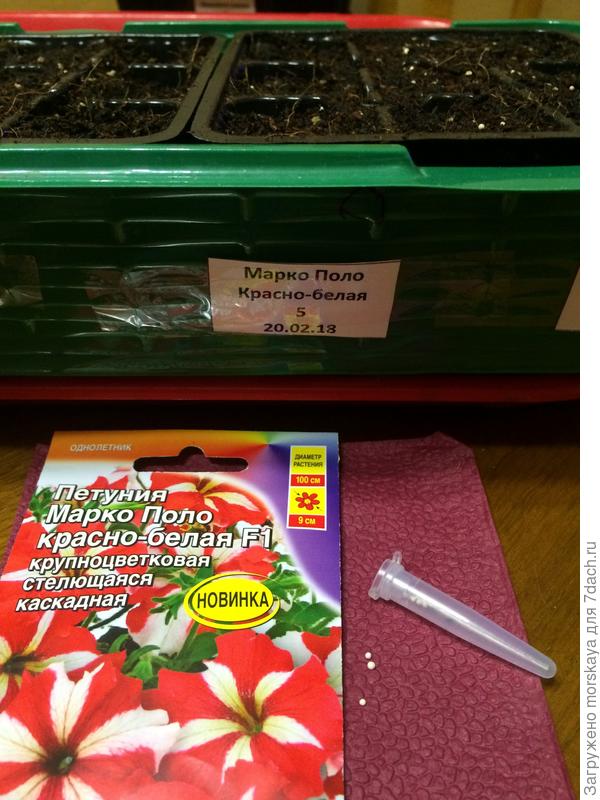 Марко Поло
Красно-белая
5
20.02.18
ОДНОЛЕТНИК
ДИАМЕТР
РАСТЕНИЯ
100 см
9 см
Петуния
Марко Поло
красно-белая F1
крупноцветковая
стелющаяся
каскадная
НОВИНКА
Загружено morskaya для 7dach.ru